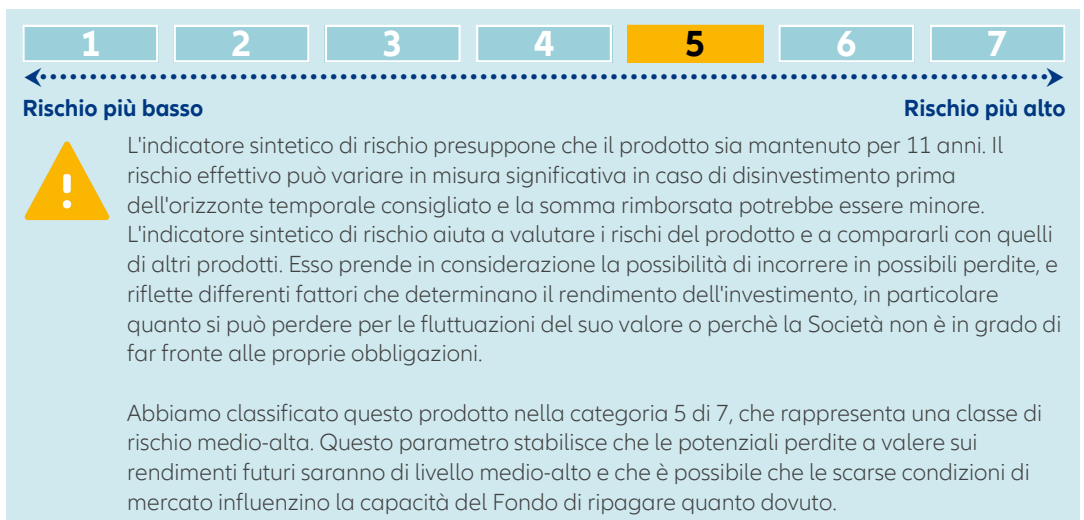 1 2 3 4 5 6 7
Rischio più basso Rischio più alto
L'indicatore sintetico di rischio presuppone che il prodotto sia mantenuto per 11 anni. Il
rischio effettivo può variare in misura significativa in caso di disinvestimento prima
dell'orizzonte temporale consigliato e la somma rimborsata potrebbe essere minore.
L'indicatore sintetico di rischio aiuta a valutare i rischi del prodotto e a compararli con quelli
di altri prodotti. Esso prende in considerazione la possibilità di incorrere in possibili perdite, e
riflette differenti fattori che determinano il rendimento dell'investimento, in particolare
quanto si può perdere per le fluttuazioni del suo valore o perchè la Società non è in grado di
far fronte alle proprie obbligazioni.
Abbiamo classificato questo prodotto nella categoria 5 di 7, che rappresenta una classe di
rischio medio-alta. Questo parametro stabilisce che le potenziali perdite a valere sui
rendimenti futuri saranno di livello medio-alto e che è possibile che le scarse condizioni di
mercato influenzino la capacità del Fondo di ripagare quanto dovuto.